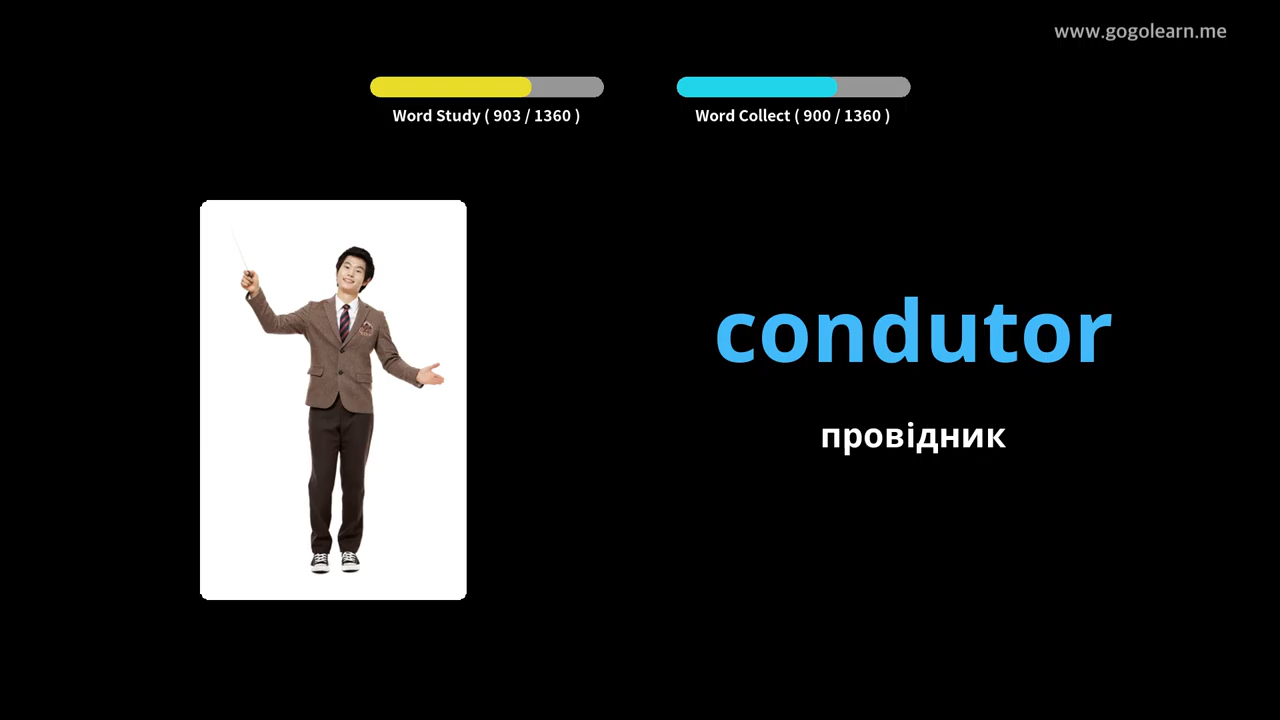 www.gogolearn.me
Word Study ( 903 / 1360 )
Word Collect ( 900 / 1360 )
condutor
провідник